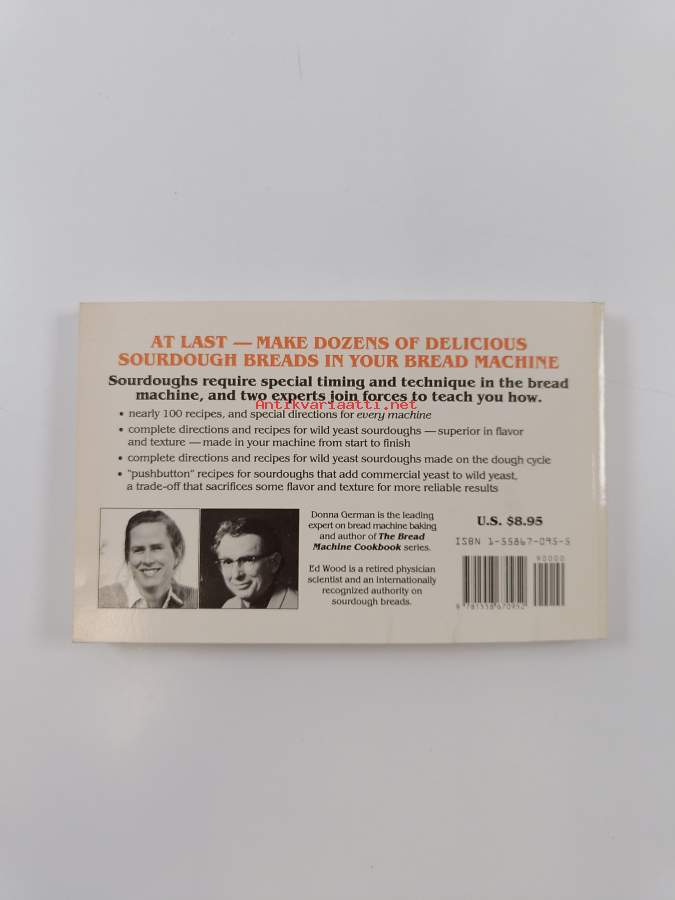 AT LAST — MAKE DOZENS OF DELICIOUS
SOURDOUGH BREADS IN YOUR BREAD MACHINE
Sourdoughs require special timing and technique in the bread
machine, and two experts join forces to teach you how.
Antikvariaatti.net
• nearly 100 recipes, and special directions for every machine
• complete directions and recipes for wild yeast sourdoughs — superior in flavor
and texture — made in your machine from start to finish
• complete directions and recipes for wild yeast sourdoughs made on the dough cycle
• "pushbutton" recipes for sourdoughs that add commercial yeast to wild yeast,
a trade-off that sacrifices some flavor and texture for more reliable results
Donna German is the leading
expert on bread machine baking
and author of The Bread
Machine Cookbook series.
Ed Wood is a retired physician
scientist and an internationally
recognized authority on
sourdough breads.
U.S. $8.95
ISBN 1-55867-095-5
90000
9 781558 670952